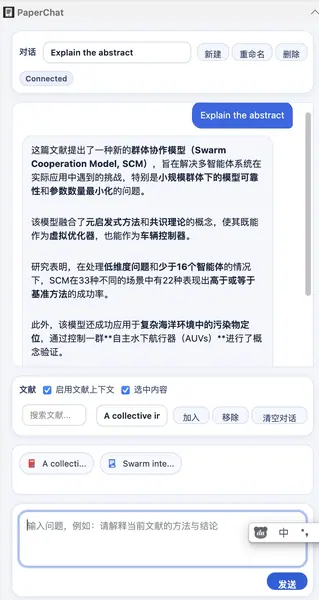 PaperChat
对话 Explain the abstract 新建 重命名 删除
Connected
Explain the abstract
这篇文献提出了一种新的群体协作模型（Swarm
Cooperation Model, SCM），旨在解决多智能体系统在
实际应用中遇到的挑战，特别是小规模群体下的模型可靠
性和参数数量最小化的问题。
该模型融合了元启发式方法和共识理论的概念，使其既能
作为虚拟优化器，也能作为车辆控制器。
研究表明，在处理低维度问题和少于16个智能体的情况
下，SCM在33种不同的场景中有22种表现出高于或等于
基准方法的成功率。
此外，该模型还成功应用于复杂海洋环境中的污染物定
位，通过控制一群**自主水下航行器（AUVs）**进行了概
念验证。
文献 启用文献上下文 选中内容
搜索文献... A collective ir 加入 移除 清空对话
A collecti... Swarm inte...
输入问题，例如：请解释当前文献的方法与结论
du 中 °,
发送